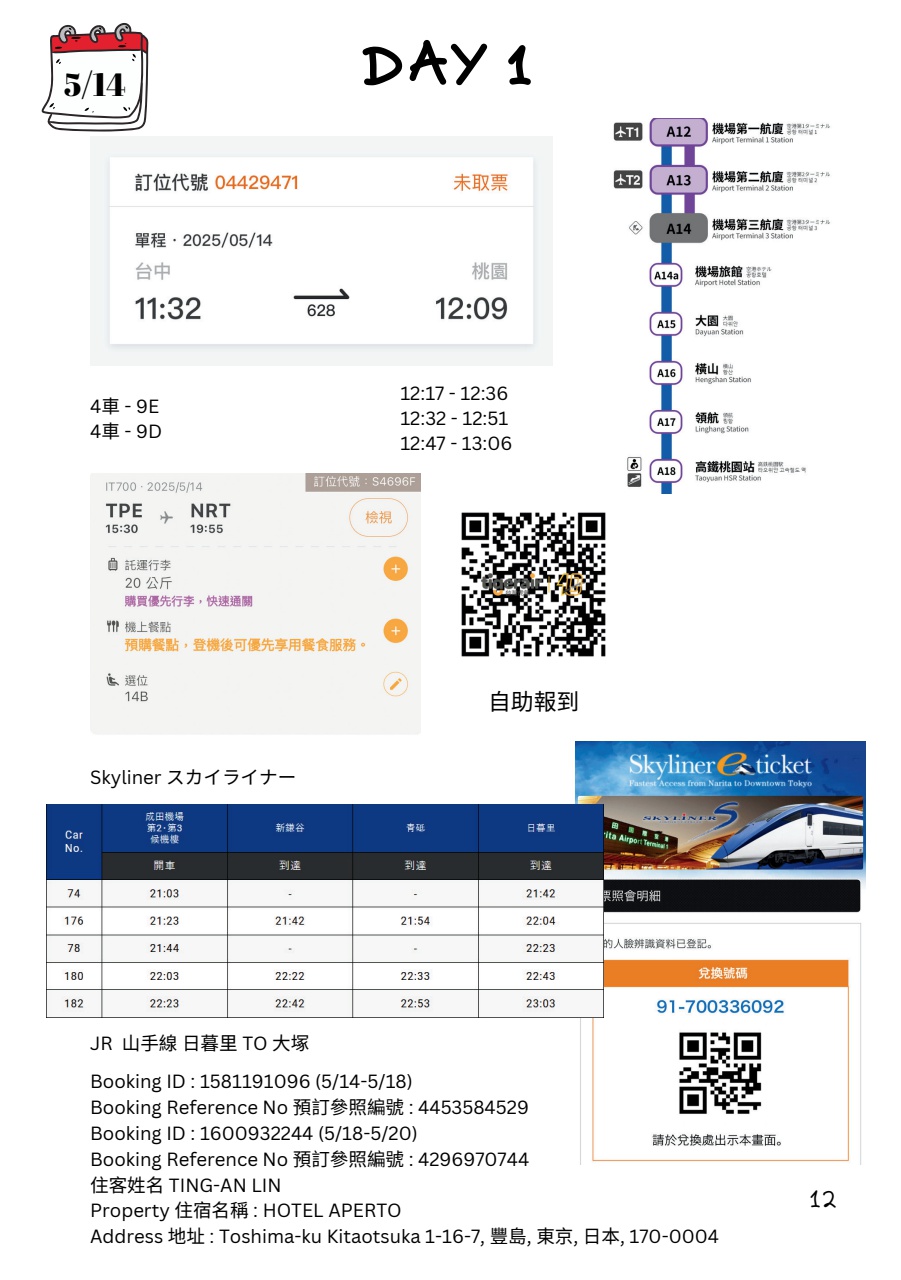 5/14
DAY 1
訂位代號 04429471 未取票
單程 · 2025/05/14
台中 桃園
11:32 628 12:09
4車 - 9E
4車 - 9D
12:17 - 12:36
12:32 - 12:51
12:47 - 13:06
T1 A12 機場第一航廈
Airport Terminal 1 Station
T2 A13 機場第二航廈
Airport Terminal 2 Station
A14 機場第三航廈
Airport Terminal 3 Station
A14a 機場旅館
Airport Hotel Station
A15 大園
Dayuan Station
A16 橫山
Hengshan Station
A17 領航
Linghang Station
A18 高鐵桃園站
Taoyuan HSR Station
IT700 · 2025/5/14 訂位代號：S4696F
TPE NRT
15:30 19:55
檢視
託運行李
20 公斤
購買優先行李，快速通關
機上餐點
預購餐點，登機後可優先享用餐食服務。
選位
14B
tigerair
自助報到
Skyliner スカイライナー
Car No. 成田機場 第2·第3 候機樓 新鎌谷 青砥 日暮里
開車 到達 到達 到達
74 21:03 - - 21:42
176 21:23 21:42 21:54 22:04
78 21:44 - - 22:23
180 22:03 22:22 22:33 22:43
182 22:23 22:42 22:53 23:03
Skyliner e-ticket
Fastest Access from Narita to Downtown Tokyo
SKYLINER
rita Airport Terminal 1
票照會明細
的人臉辨識資料已登記。
兌換號碼
91-700336092
請於兌換處出示本畫面。
JR 山手線 日暮里 TO 大塚
Booking ID : 1581191096 (5/14-5/18)
Booking Reference No 預訂參照編號 : 4453584529
Booking ID : 1600932244 (5/18-5/20)
Booking Reference No 預訂參照編號 : 4296970744
住客姓名 TING-AN LIN
Property 住宿名稱 : HOTEL APERTO
Address 地址 : Toshima-ku Kitaotsuka 1-16-7, 豐島, 東京, 日本, 170-0004
12